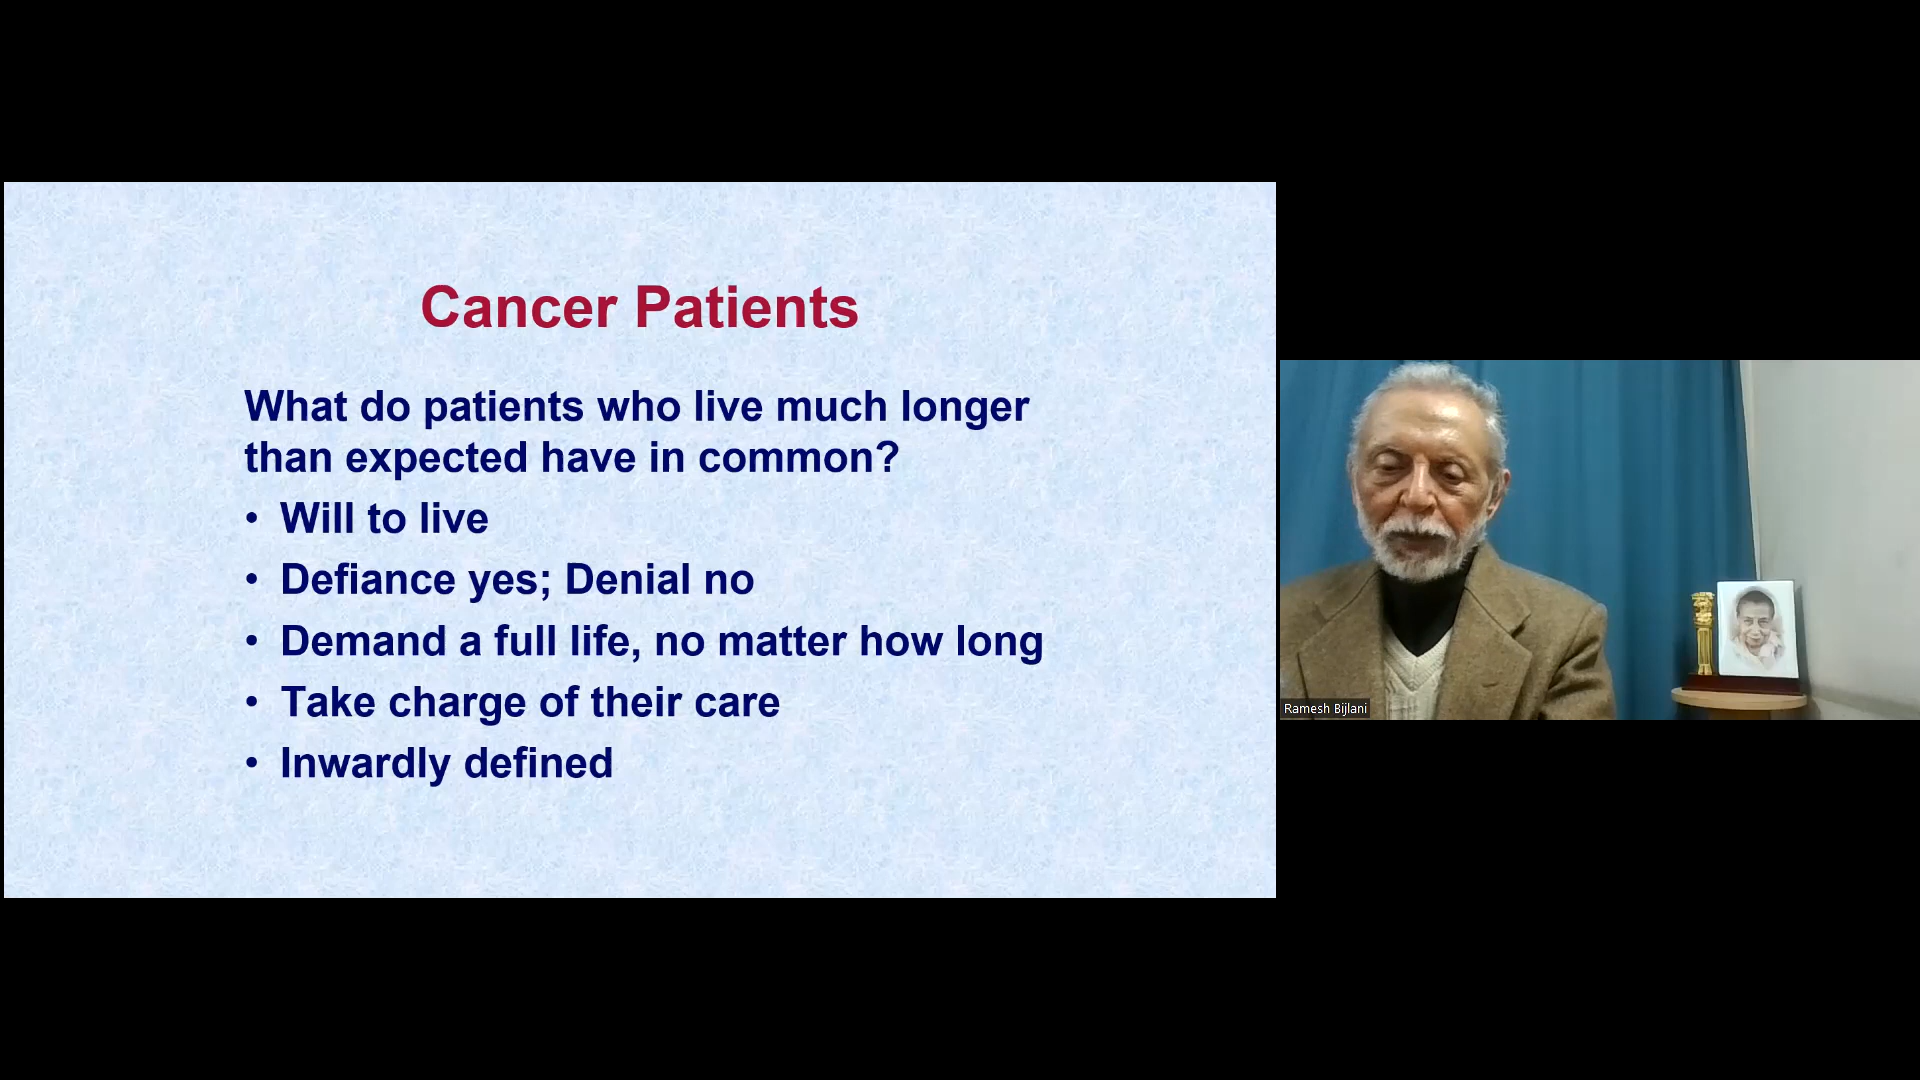 Cancer Patients
What do patients who live much longer
than expected have in common?
• Will to live
• Defiance yes; Denial no
• Demand a full life, no matter how long
• Take charge of their care
• Inwardly defined
Ramesh Bijlani